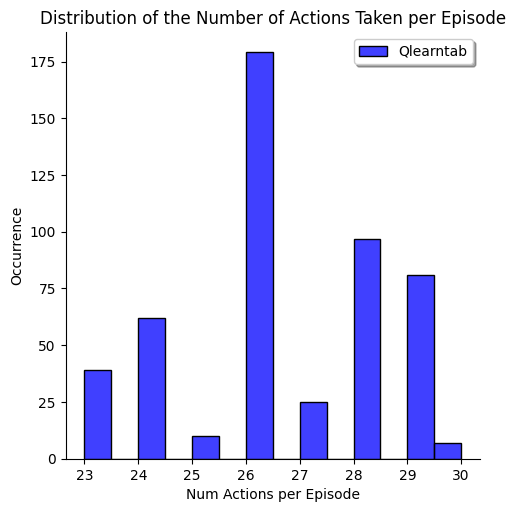 Distribution of the Number of Actions Taken per Episode
Qlearntab
175
150
125
100
75
50
25
0
Occurrence
23 24 25 26 27 28 29 30
Num Actions per Episode